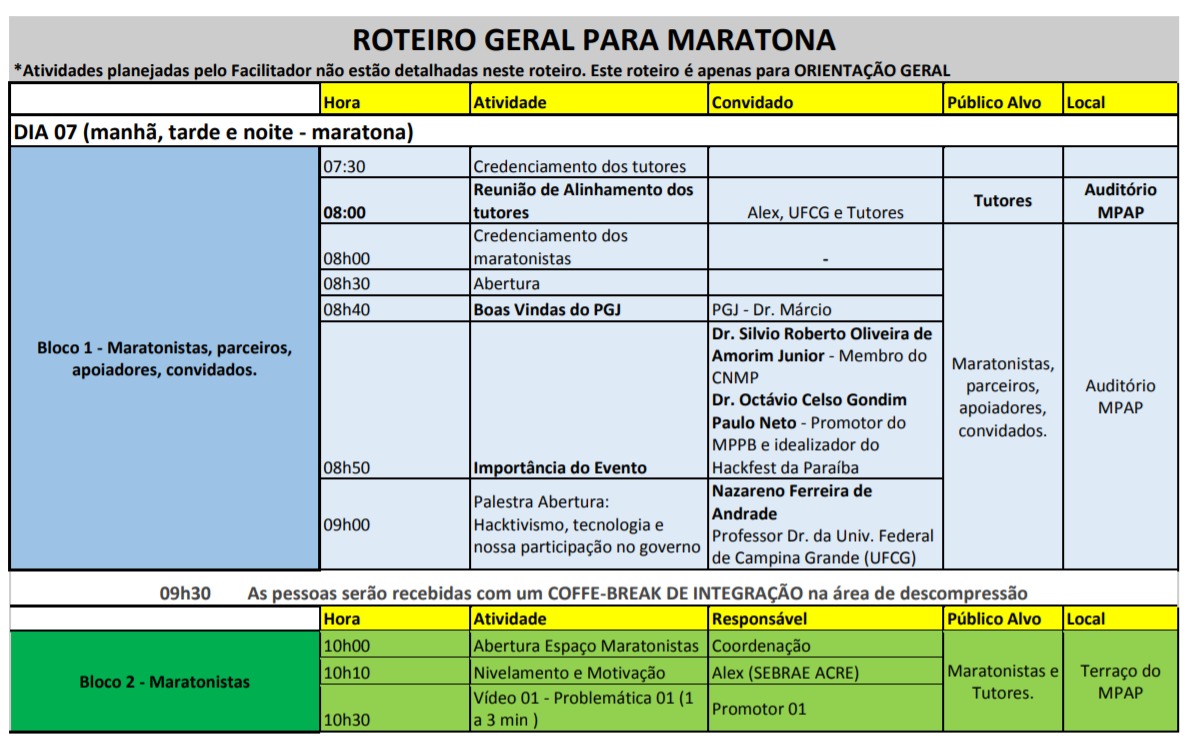 ROTEIRO GERAL PARA MARATONA
*Atividades planejadas pelo Facilitador não estão detalhadas neste roteiro. Este roteiro é apenas para ORIENTAÇÃO GERAL
Hora Atividade Convidado Público Alvo Local
DIA 07 (manhã, tarde e noite - maratona)
Bloco 1 - Maratonistas, parceiros,
apoiadores, convidados.
07:30 Credenciamento dos tutores
08:00 Reunião de Alinhamento dos
tutores
Alex, UFCG e Tutores
Tutores
Auditório
MPAP
08h00 Credenciamento dos
maratonistas
-
08h30 Abertura
08h40 Boas Vindas do PGJ PGJ - Dr. Márcio
08h50 Importância do Evento
Dr. Silvio Roberto Oliveira de
Amorim Junior - Membro do
CNMP
Dr. Octávio Celso Gondim
Paulo Neto - Promotor do
MPPB e idealizador do
Hackfest da Paraíba
09h00
Palestra Abertura:
Hacktivismo, tecnologia e
nossa participação no governo
Nazareno Ferreira de
Andrade
Professor Dr. da Univ. Federal
de Campina Grande (UFCG)
Maratonistas,
parceiros,
apoiadores,
convidados.
Auditório
MPAP
09h30 As pessoas serão recebidas com um COFFE-BREAK DE INTEGRAÇÃO na área de descompressão
Hora Atividade Responsável Público Alvo Local
Bloco 2 - Maratonistas
10h00 Abertura Espaço Maratonistas Coordenação
10h10 Nivelamento e Motivação Alex (SEBRAE ACRE)
10h30 Vídeo 01 - Problemática 01 (1
a 3 min )
Promotor 01
Maratonistas e
Tutores.
Terraço do
MPAP